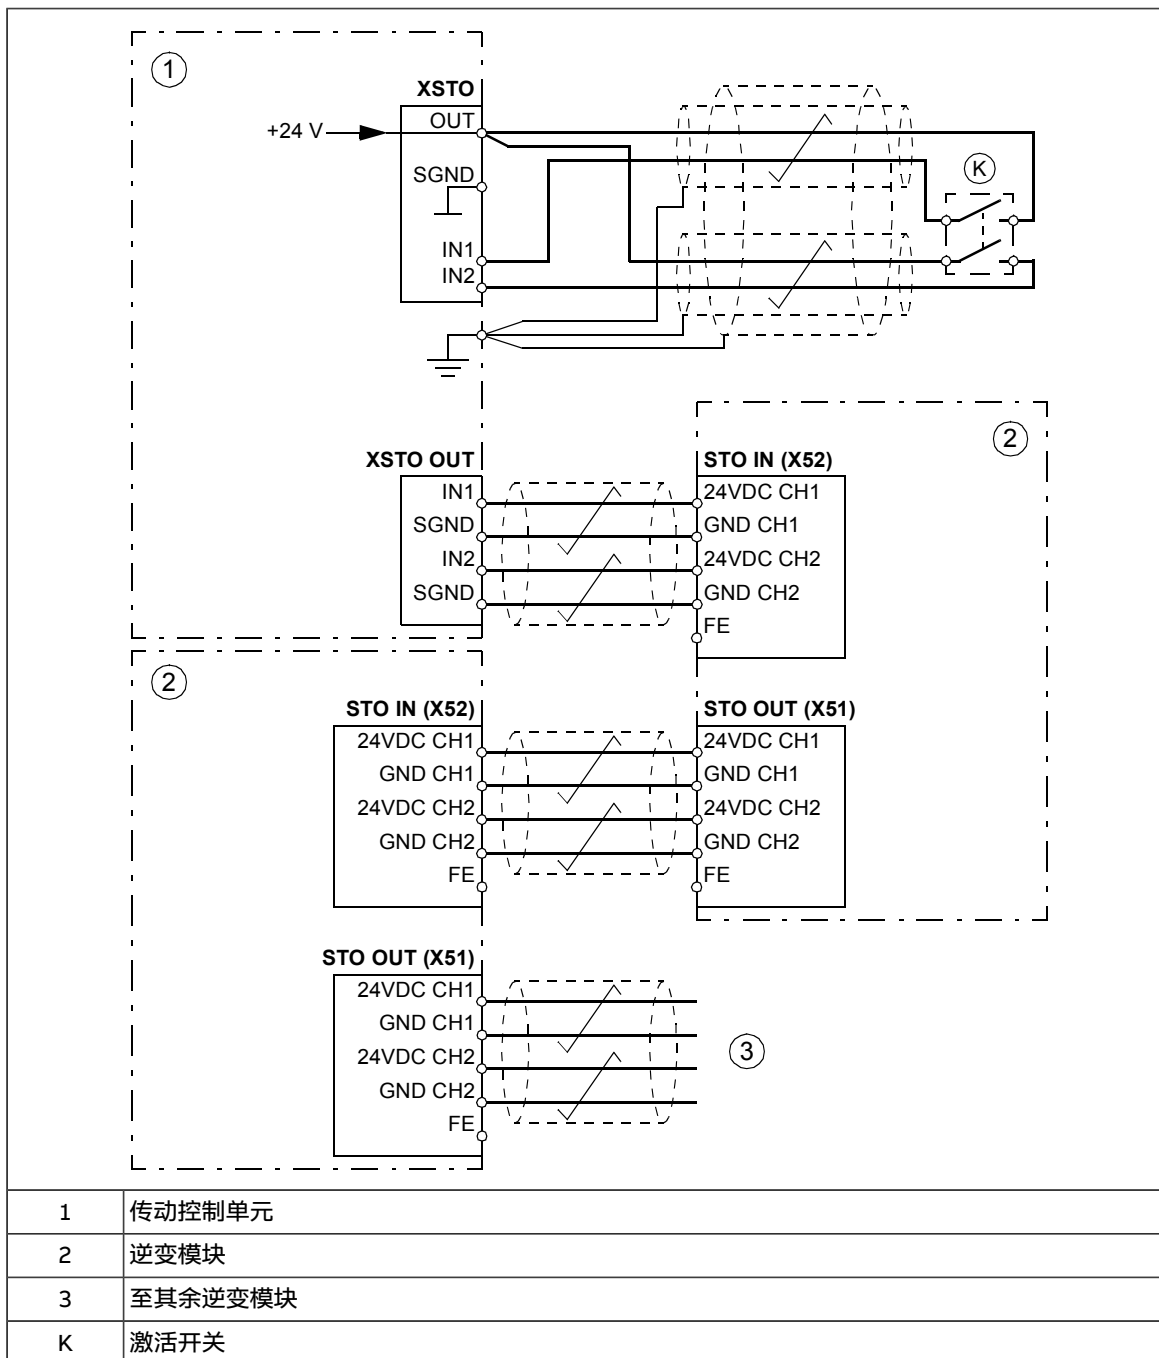 1
XSTO
OUT
+24 V
SGND
K
IN1
IN2
2
XSTO OUT
STO IN (X52)
IN1
24VDC CH1
SGND
GND CH1
IN2
24VDC CH2
SGND
GND CH2
FE
2
STO IN (X52)
STO OUT (X51)
24VDC CH1
24VDC CH1
GND CH1
GND CH1
24VDC CH2
24VDC CH2
GND CH2
GND CH2
FE
FE
STO OUT (X51)
24VDC CH1
GND CH1
24VDC CH2
3
GND CH2
FE
1 传动控制单元
2 逆变模块
3 至其余逆变模块
K 激活开关